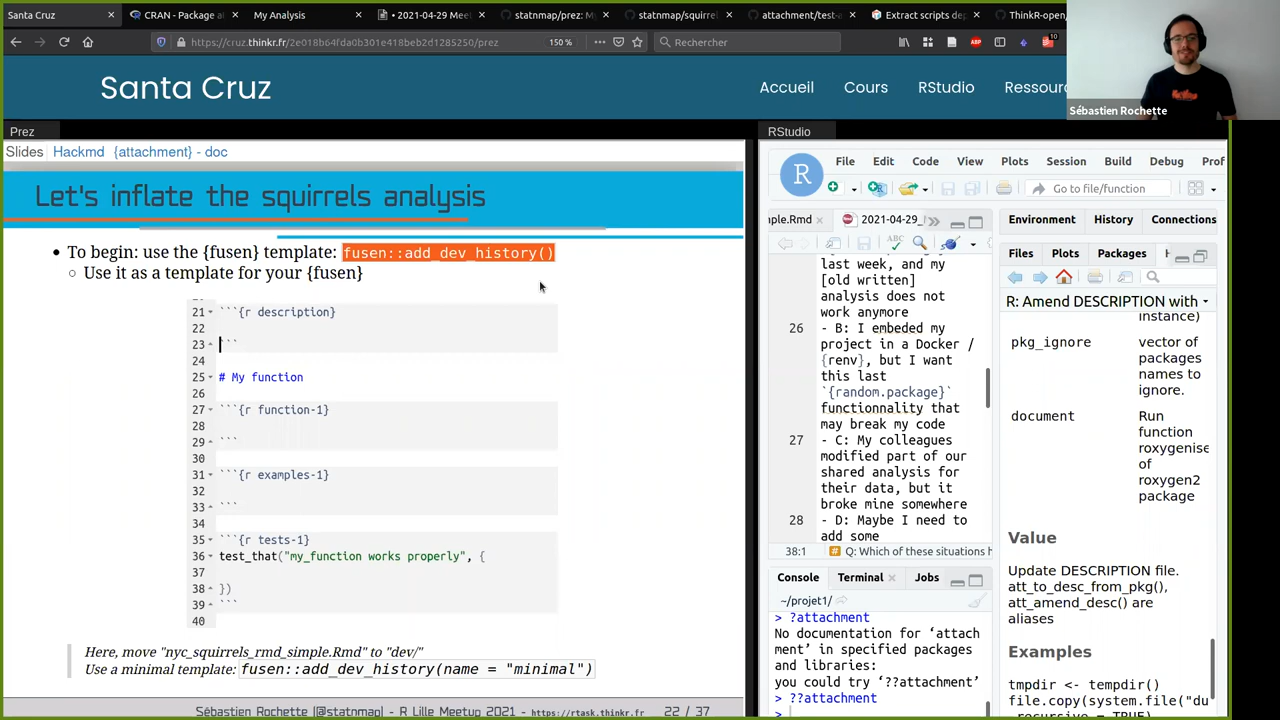 Santa Cruz
CRAN - Package a
My Analysis
• 2021-04-29 Mee
statnmap/prez: M
statnmap/squirrel
attachment/test-a
Extract scripts dep
ThinkR-open/
https://cruz.thinkr.fr/2e018b64fda0b301e418beb2d1285250/prez
150 %
Rechercher
ABP
10
Santa Cruz
Accueil
Cours
RStudio
Ressour
Sébastien Rochette
Prez
RStudio
Slides Hackmd {attachment} - doc
Let's inflate the squirrels analysis
• To begin: use the {fusen} template: fusen::add_dev_history()
○ Use it as a template for your {fusen}
21 ```{r description}
22
23 ```
24
25 # My function
26
27 ```{r function-1}
28
29 ```
30
31 ```{r examples-1}
32
33 ```
34
35 ```{r tests-1}
36 test_that("my_function works properly", {
37
38 })
39 ```
40
Here, move "nyc_squirrels_rmd_simple.Rmd" to "dev/"
Use a minimal template: fusen::add_dev_history(name = "minimal")
Sébastien Rochette (@statnmap) - R Lille Meetup 2021 - https://rtask.thinkr.fr 22 / 37
R
File Edit Code View Plots Session Build Debug Prof
Go to file/function
mple.Rmd
2021-04-29_
ABC
last week, and my
[old written]
analysis does not
work anymore
26 - B: I embeded my
project in a Docker /
{renv}, but I want
this last
`{random.package}`
functionnality that
may break my code
27 - C: My colleagues
modified part of our
shared analysis for
their data, but it
broke mine somewhere
28 - D: Maybe I need to
add some
38:1 # Q: Which of these situations h
Console Terminal Jobs
~/projet1/
> ?attachment
No documentation for ‘attach
ment’ in specified packages
and libraries:
you could try ‘??attachment’
> ??attachment
>
Environment History Connections
Files Plots Packages H
R: Amend DESCRIPTION with
instance)
pkg_ignore vector of
packages
names to
ignore.
document Run
function
roxygenise
of
roxygen2
package
Value
Update DESCRIPTION file.
att_to_desc_from_pkg(),
att_amend_desc() are
aliases
Examples
tmpdir <- tempdir()
file.copy(system.file("du
recursive = TRUE)